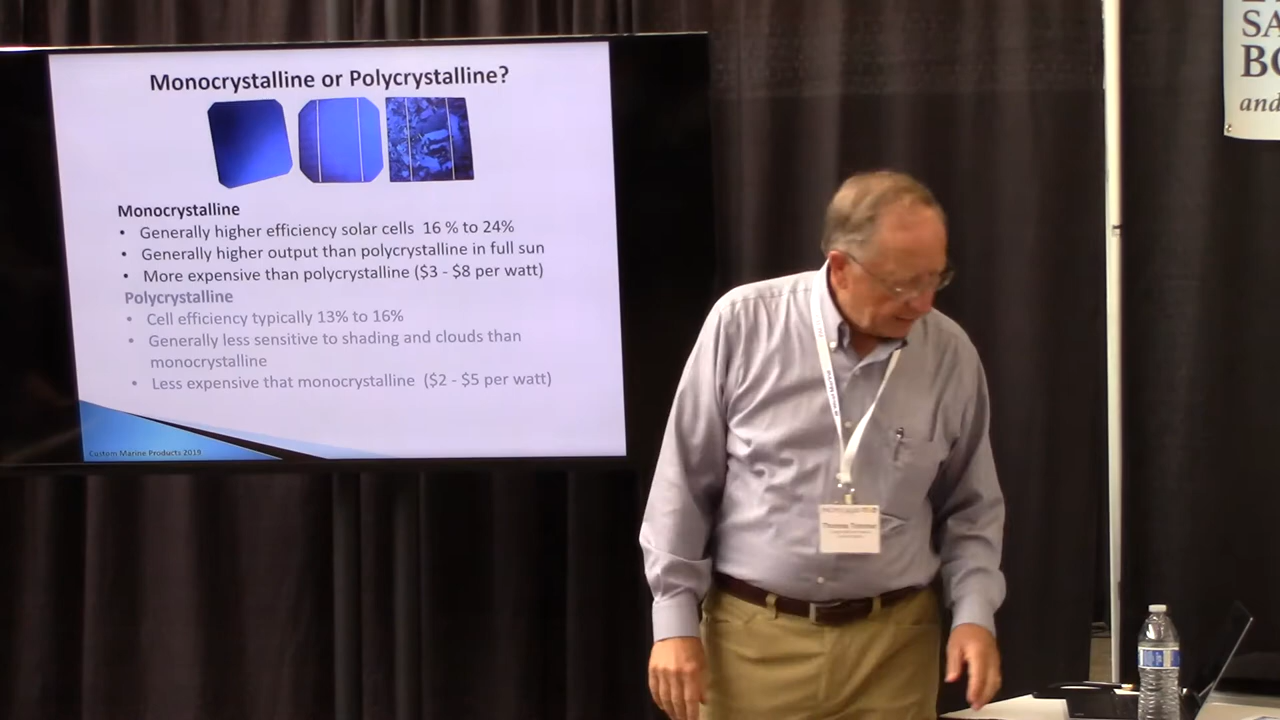 Monocrystalline or Polycrystalline?
Monocrystalline
• Generally higher efficiency solar cells 16 % to 24%
• Generally higher output than polycrystalline in full sun
• More expensive than polycrystalline ($3 - $8 per watt)
Polycrystalline
• Cell efficiency typically 13% to 16%
• Generally less sensitive to shading and clouds than
monocrystalline
• Less expensive that monocrystalline ($2 - $5 per watt)
Custom Marine Products 2019
SA
BO
and
Thomas